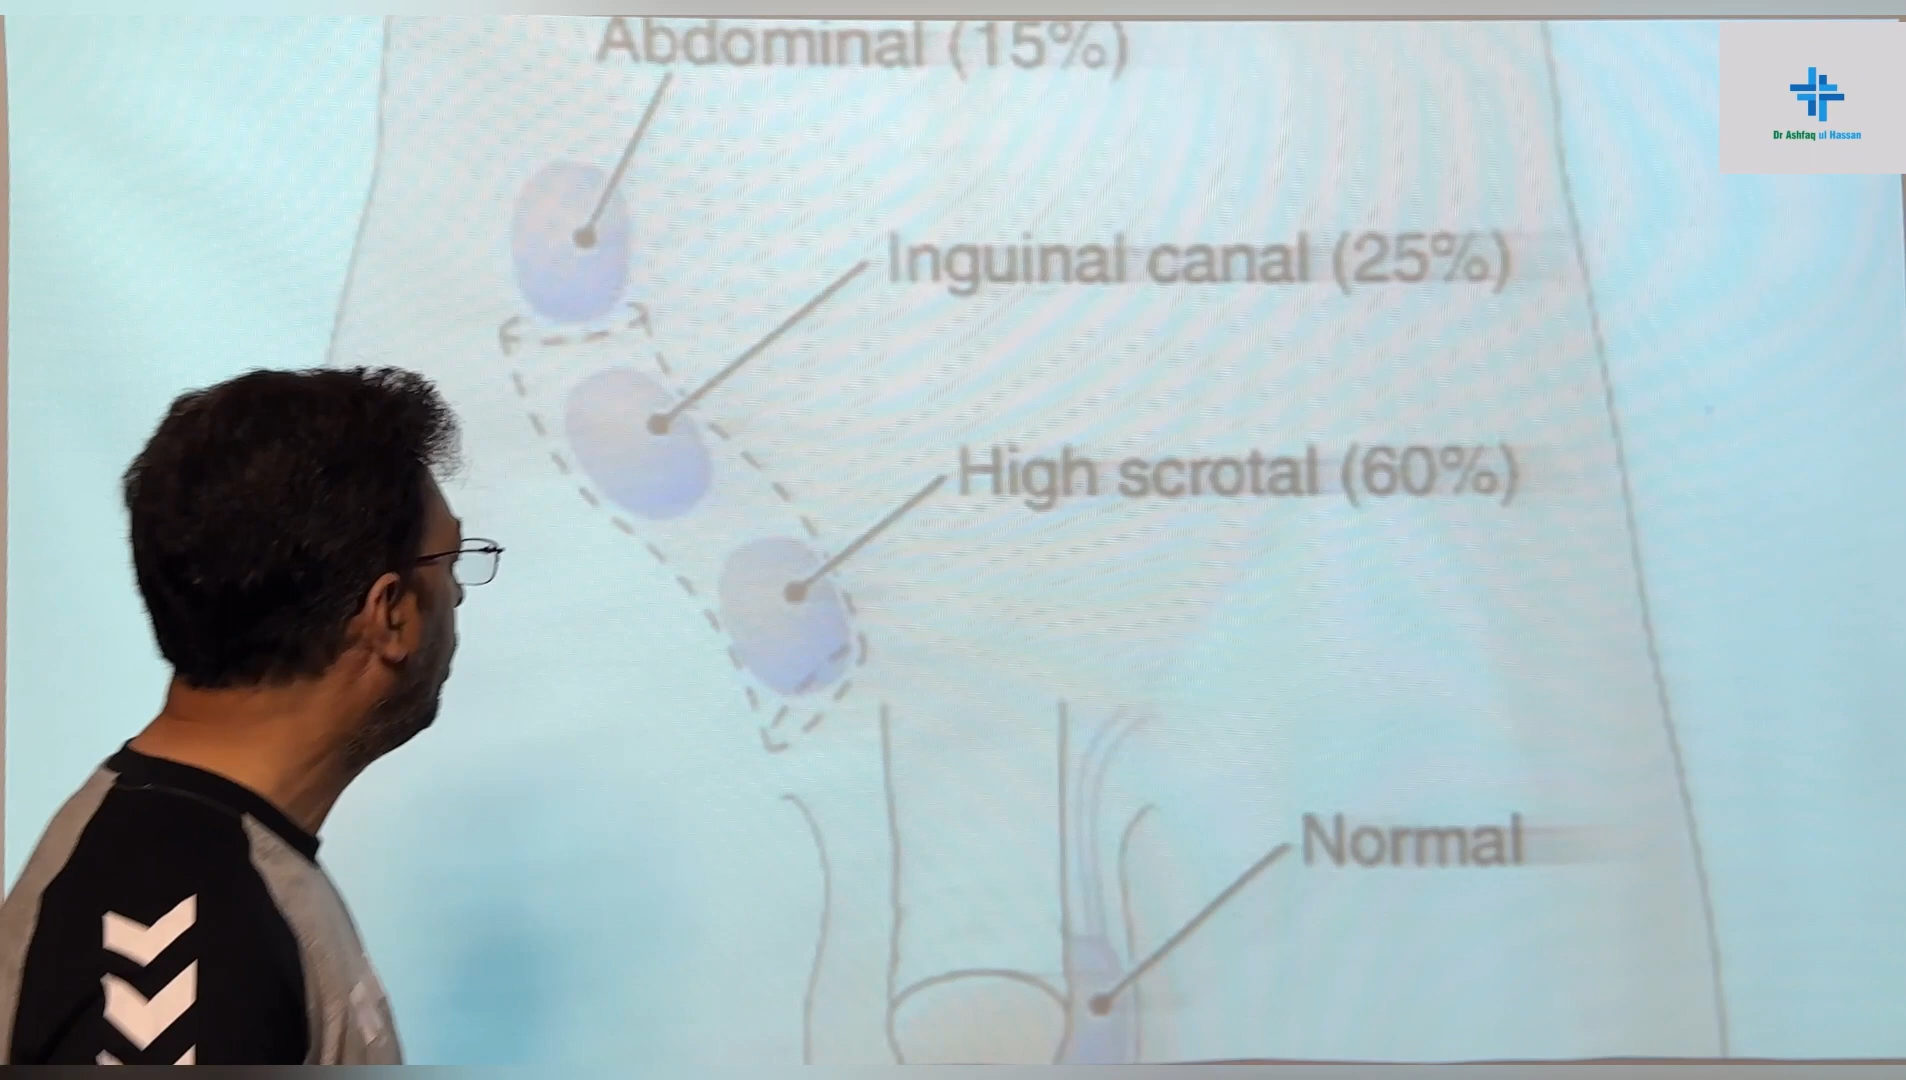 Abdominal (15%)
Dr Ashfaq ul Hassan
Inguinal canal (25%)
High scrotal (60%)
Normal